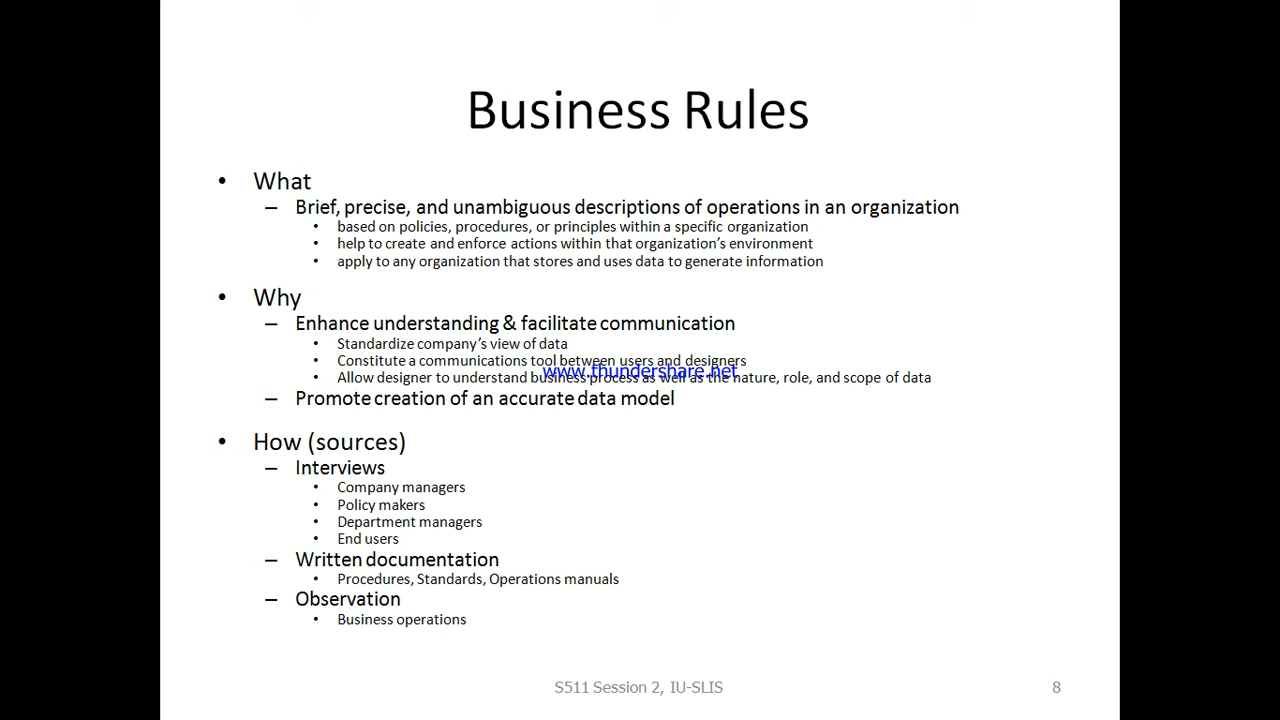 Business Rules
• What
– Brief, precise, and unambiguous descriptions of operations in an organization
• based on policies, procedures, or principles within a specific organization
• help to create and enforce actions within that organization's environment
• apply to any organization that stores and uses data to generate information
• Why
– Enhance understanding & facilitate communication
• Standardize company's view of data
• Constitute a communications tool between users and designers
www.thundershare.net
• Allow designer to understand business process as well as the nature, role, and scope of data
– Promote creation of an accurate data model
• How (sources)
– Interviews
• Company managers
• Policy makers
• Department managers
• End users
– Written documentation
• Procedures, Standards, Operations manuals
– Observation
• Business operations
S511 Session 2, IU-SLIS
8